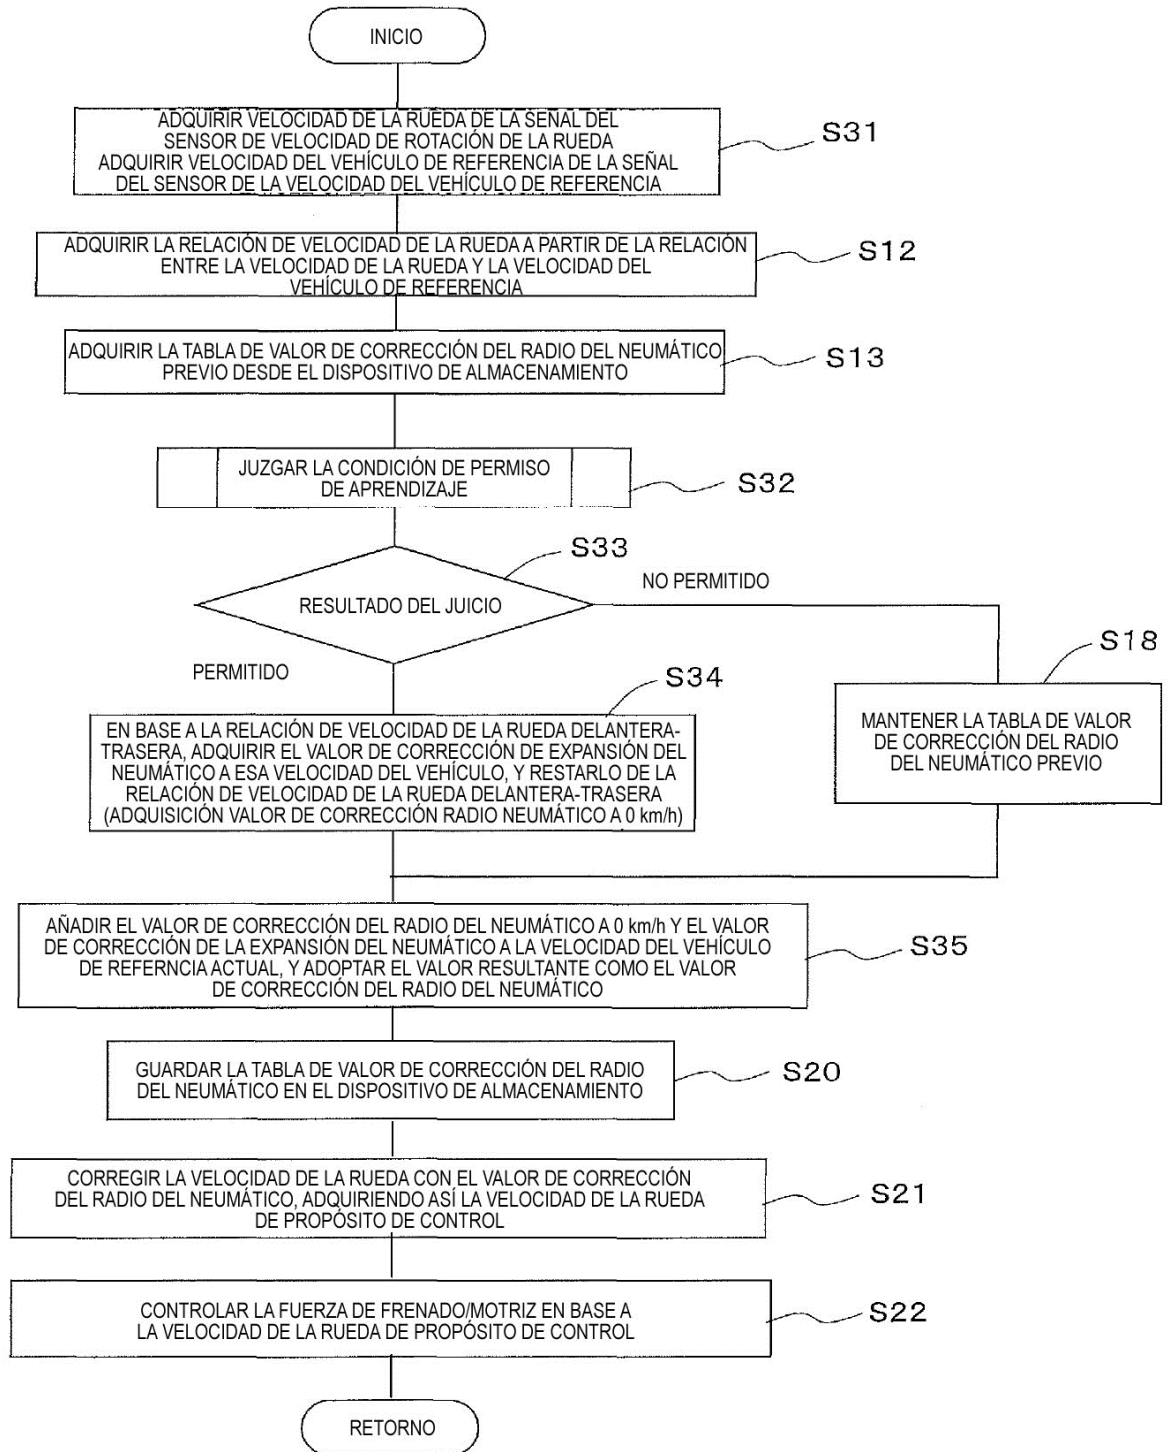 INICIO
ADQUIRIR VELOCIDAD DE LA RUEDA DE LA SEÑAL DEL
SENSOR DE VELOCIDAD DE ROTACIÓN DE LA RUEDA
ADQUIRIR VELOCIDAD DEL VEHÍCULO DE REFERENCIA DE LA SEÑAL
DEL SENSOR DE LA VELOCIDAD DEL VEHÍCULO DE REFERENCIA
S31
ADQUIRIR LA RELACIÓN DE VELOCIDAD DE LA RUEDA A PARTIR DE LA RELACIÓN
ENTRE LA VELOCIDAD DE LA RUEDA Y LA VELOCIDAD DEL
VEHÍCULO DE REFERENCIA
S12
ADQUIRIR LA TABLA DE VALOR DE CORRECCIÓN DEL RADIO DEL NEUMÁTICO
PREVIO DESDE EL DISPOSITIVO DE ALMACENAMIENTO
S13
JUZGAR LA CONDICIÓN DE PERMISO
DE APRENDIZAJE
S32
S33
RESULTADO DEL JUICIO
NO PERMITIDO
PERMITIDO
S34
EN BASE A LA RELACIÓN DE VELOCIDAD DE LA RUEDA DELANTERA-
TRASERA, ADQUIRIR EL VALOR DE CORRECCIÓN DE EXPANSIÓN DEL
NEUMÁTICO A ESA VELOCIDAD DEL VEHÍCULO, Y RESTARLO DE LA
RELACIÓN DE VELOCIDAD DE LA RUEDA DELANTERA-TRASERA
(ADQUISICIÓN VALOR DE CORRECCIÓN RADIO NEUMÁTICO A 0 km/h)
S18
MANTENER LA TABLA DE VALOR
DE CORRECCIÓN DEL RADIO
DEL NEUMÁTICO PREVIO
AÑADIR EL VALOR DE CORRECCIÓN DEL RADIO DEL NEUMÁTICO A 0 km/h Y EL VALOR
DE CORRECCIÓN DE LA EXPANSIÓN DEL NEUMÁTICO A LA VELOCIDAD DEL VEHÍCULO
DE REFERNCIA ACTUAL, Y ADOPTAR EL VALOR RESULTANTE COMO EL VALOR
DE CORRECCIÓN DEL RADIO DEL NEUMÁTICO
S35
GUARDAR LA TABLA DE VALOR DE CORRECCIÓN DEL RADIO
DEL NEUMÁTICO EN EL DISPOSITIVO DE ALMACENAMIENTO
S20
CORREGIR LA VELOCIDAD DE LA RUEDA CON EL VALOR DE CORRECCIÓN
DEL RADIO DEL NEUMÁTICO, ADQUIRIENDO ASÍ LA VELOCIDAD DE LA RUEDA
DE PROPÓSITO DE CONTROL
S21
CONTROLAR LA FUERZA DE FRENADO/MOTRIZ EN BASE A
LA VELOCIDAD DE LA RUEDA DE PROPÓSITO DE CONTROL
S22
RETORNO